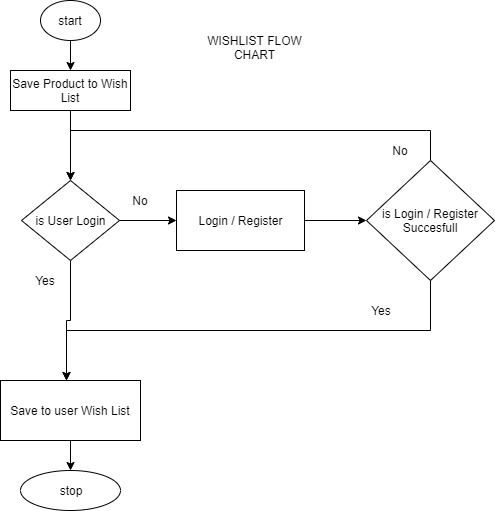 start
WISHLIST FLOW
CHART
Save Product to Wish
List
No
is User Login
No
Login / Register
is Login / Register
Succesfull
Yes
Yes
Save to user Wish List
stop